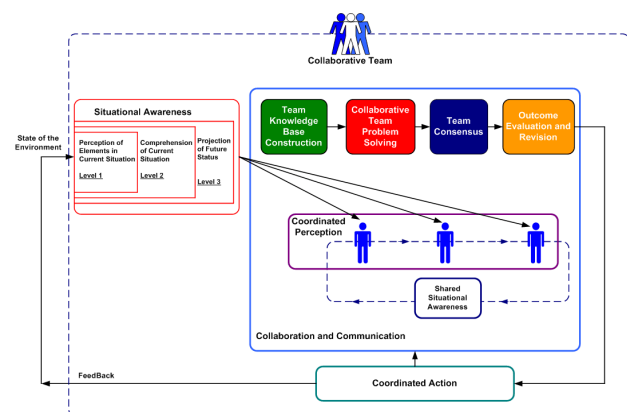 Collaborative Team
State of the
Environment
Situational Awareness
Perception of
Elements in
Current Situation
Level 1
Comprehension
of Current
Situation
Level 2
Projection
of Future
Status
Level 3
Team
Knowledge
Base
Construction
Collaborative
Team
Problem
Solving
Team
Consensus
Outcome
Evaluation and
Revision
Coordinated
Perception
Shared
Situational
Awareness
Collaboration and Communication
FeedBack
Coordinated Action